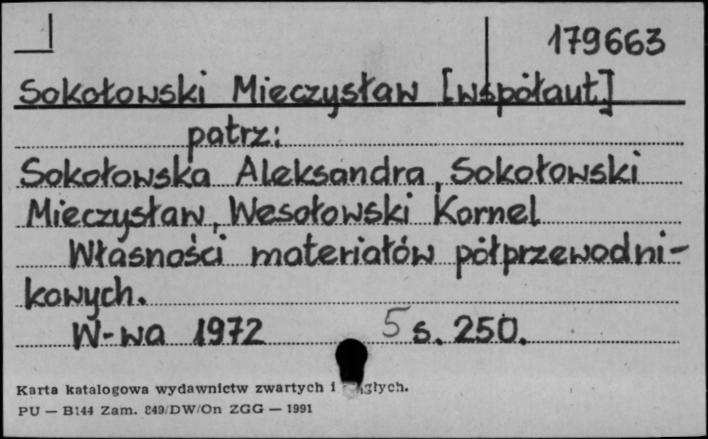 179663
Sokołowski Mieczysław [współaut.]
patrz:
Sokołowska Aleksandra, Sokołowski
Mieczysław, Wesołowski Kornel
Własności materiałów półprzewodni-
kowych.
W-wa 1972 5 s. 250.
Karta katalogowa wydawnictw zwartych i
PU — B144 Zam. 849/DW/On ZGG — 1991